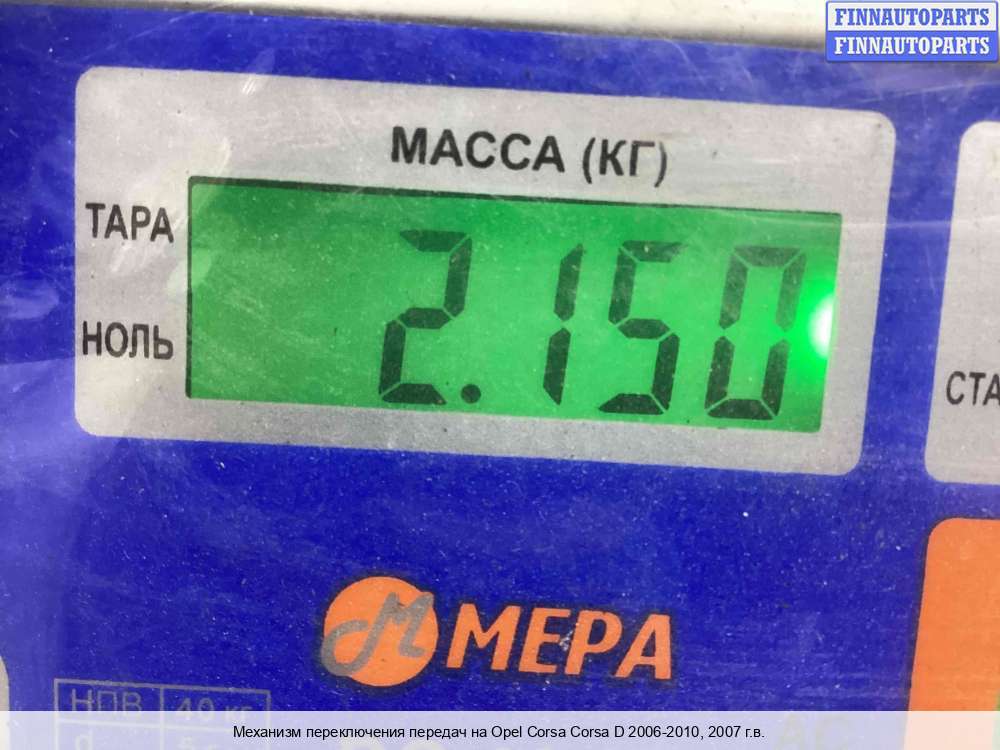 FINNAUTOPARTS
FINNAUTOPARTS
МАССА (КГ)
ТАРА
2.150
НОЛЬ
СТА
М МЕРА
НПВ 40 кг
d
Механизм переключения передач на Opel Corsa Corsa D 2006-2010, 2007 г.в.